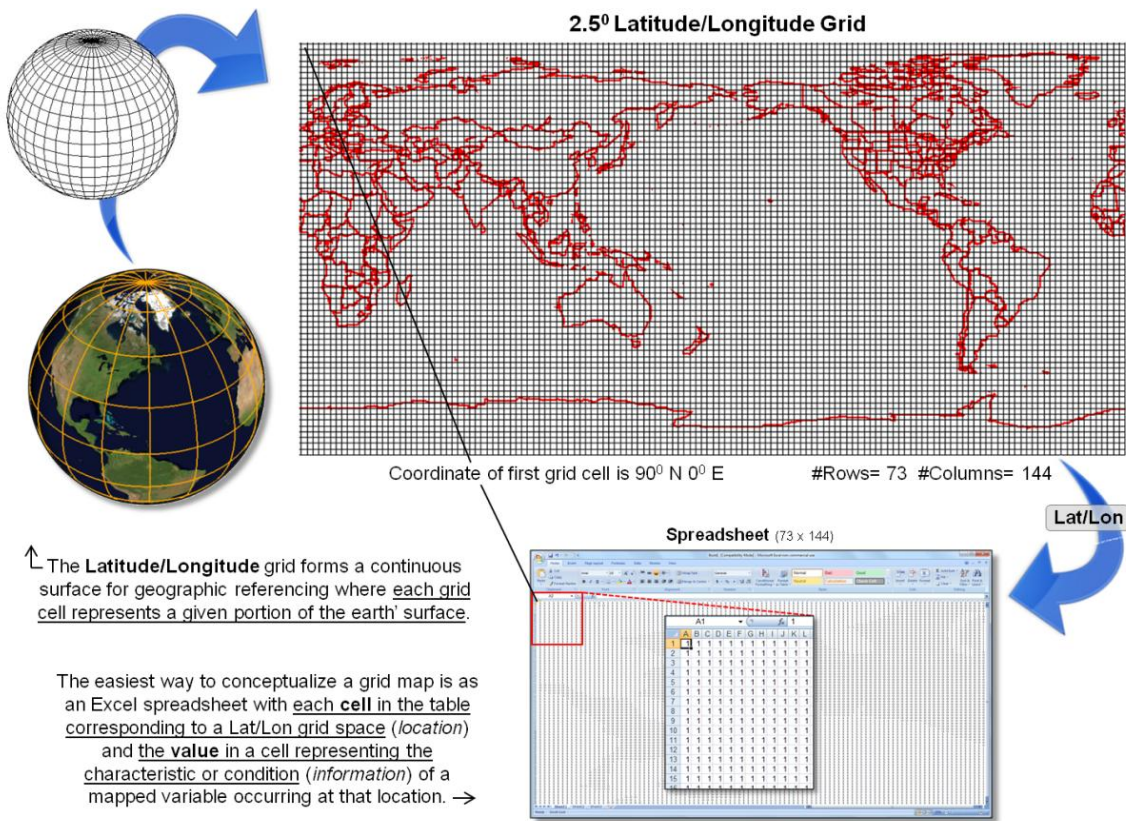 2.5⁰ Latitude/Longitude Grid
Coordinate of first grid cell is 90⁰ N 0⁰ E
#Rows= 73 #Columns= 144
Lat/Lon
The Latitude/Longitude grid forms a continuous
surface for geographic referencing where each grid
cell represents a given portion of the earth' surface.
The easiest way to conceptualize a grid map is as
an Excel spreadsheet with each cell in the table
corresponding to a Lat/Lon grid space (location)
and the value in a cell representing the
characteristic or condition (information) of a
mapped variable occurring at that location.
Spreadsheet (73 x 144)
A1 fx 1
A B C D E F G H I J K L
1 1 1 1 1 1 1 1 1 1 1 1 1
2 1 1 1 1 1 1 1 1 1 1 1 1
3 1 1 1 1 1 1 1 1 1 1 1 1
4 1 1 1 1 1 1 1 1 1 1 1 1
5 1 1 1 1 1 1 1 1 1 1 1 1
6 1 1 1 1 1 1 1 1 1 1 1 1
7 1 1 1 1 1 1 1 1 1 1 1 1
8 1 1 1 1 1 1 1 1 1 1 1 1
9 1 1 1 1 1 1 1 1 1 1 1 1
10 1 1 1 1 1 1 1 1 1 1 1 1
11 1 1 1 1 1 1 1 1 1 1 1 1
12 1 1 1 1 1 1 1 1 1 1 1 1
13 1 1 1 1 1 1 1 1 1 1 1 1
14 1 1 1 1 1 1 1 1 1 1 1 1
15 1 1 1 1 1 1 1 1 1 1 1 1